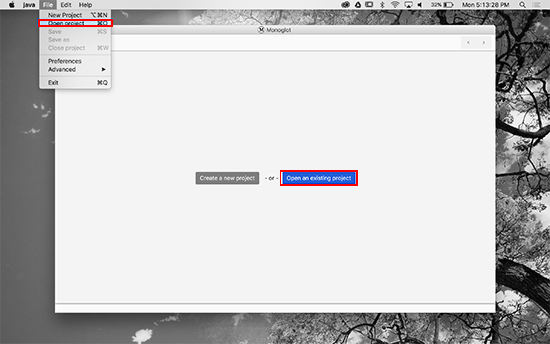 java File Edit Help 32% Mon 5:13:28 PM
New Project ⌥⌘N
Open project ⌘O
Save ⌘S
Save as
Close project ⌘W
Preferences
Advanced ▶
Exit ⌘Q
Monoglot
Create a new project - or - Open an existing project